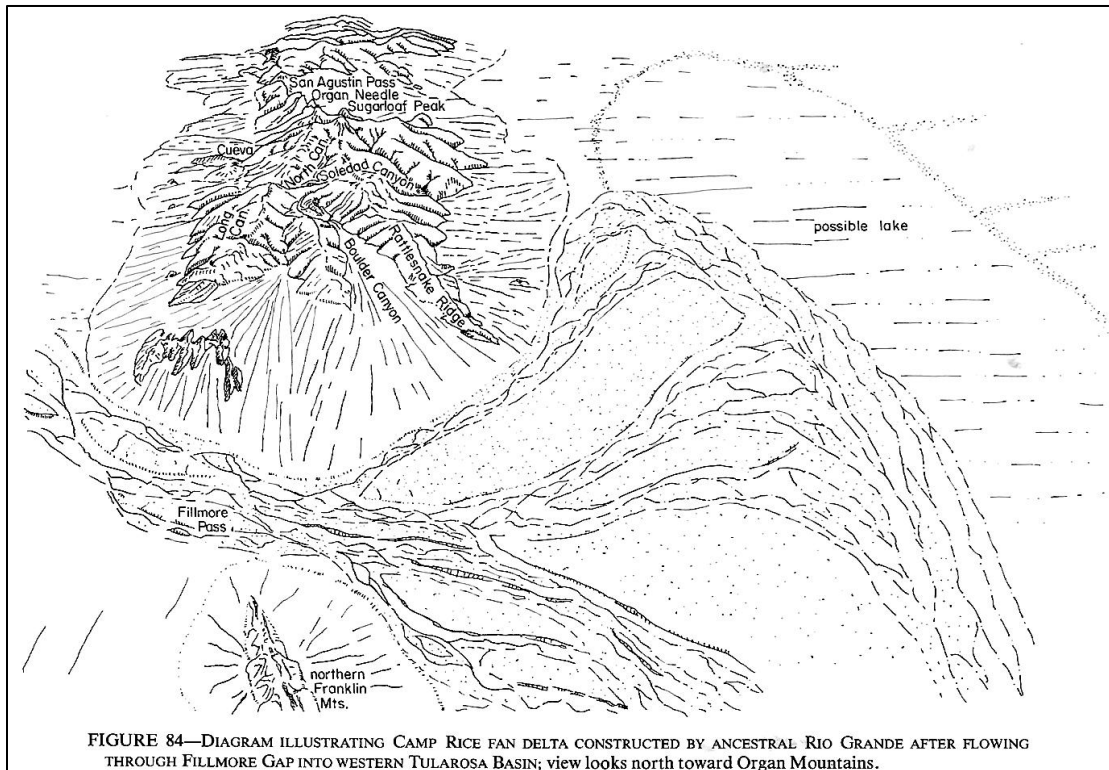 San Agustin Pass
Organ Needle
Sugarloaf Peak
Cueva
North Can.
Soledad Canyon
Long
Can.
Boulder Canyon
Rattlesnake Ridge
possible lake
Fillmore
Pass
northern
Franklin
Mts.
FIGURE 84—DIAGRAM ILLUSTRATING CAMP RICE FAN DELTA CONSTRUCTED BY ANCESTRAL RIO GRANDE AFTER FLOWING
THROUGH FILLMORE GAP INTO WESTERN TULAROSA BASIN; view looks north toward Organ Mountains.